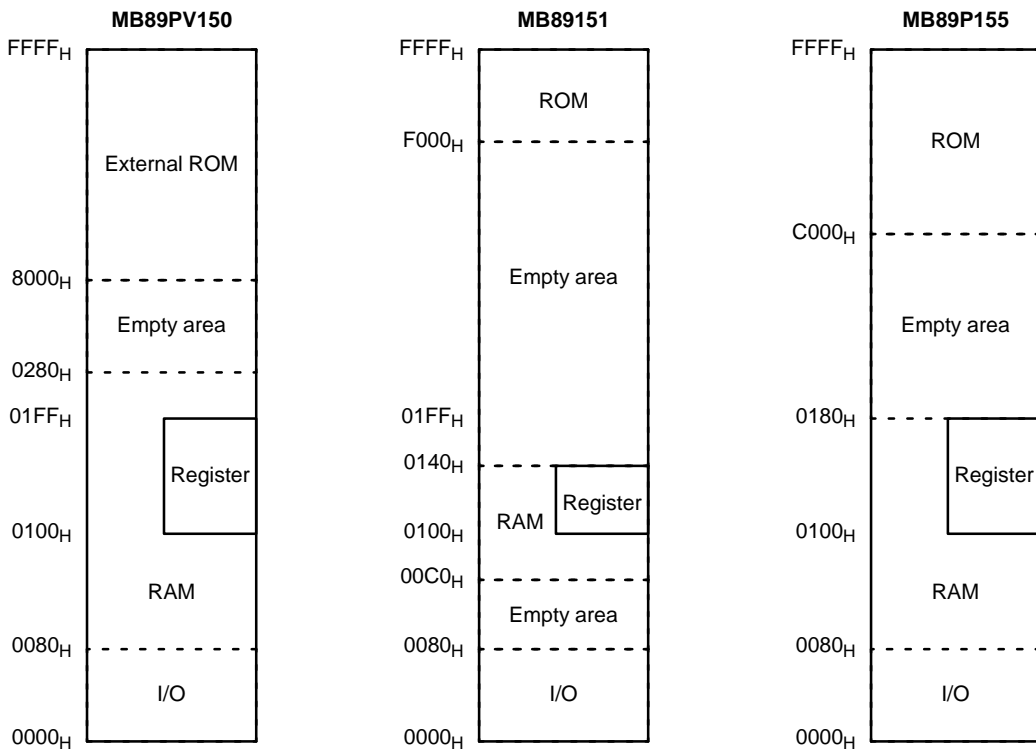 MB89PV150
FFFFH
External ROM
8000H
Empty area
0280H
01FFH
Register
0100H
RAM
0080H
I/O
0000H
MB89151
FFFFH
ROM
F000H
Empty area
01FFH
0140H
Register
RAM
0100H
00C0H
Empty area
0080H
I/O
0000H
MB89P155
FFFFH
ROM
C000H
Empty area
0180H
Register
0100H
RAM
0080H
I/O
0000H